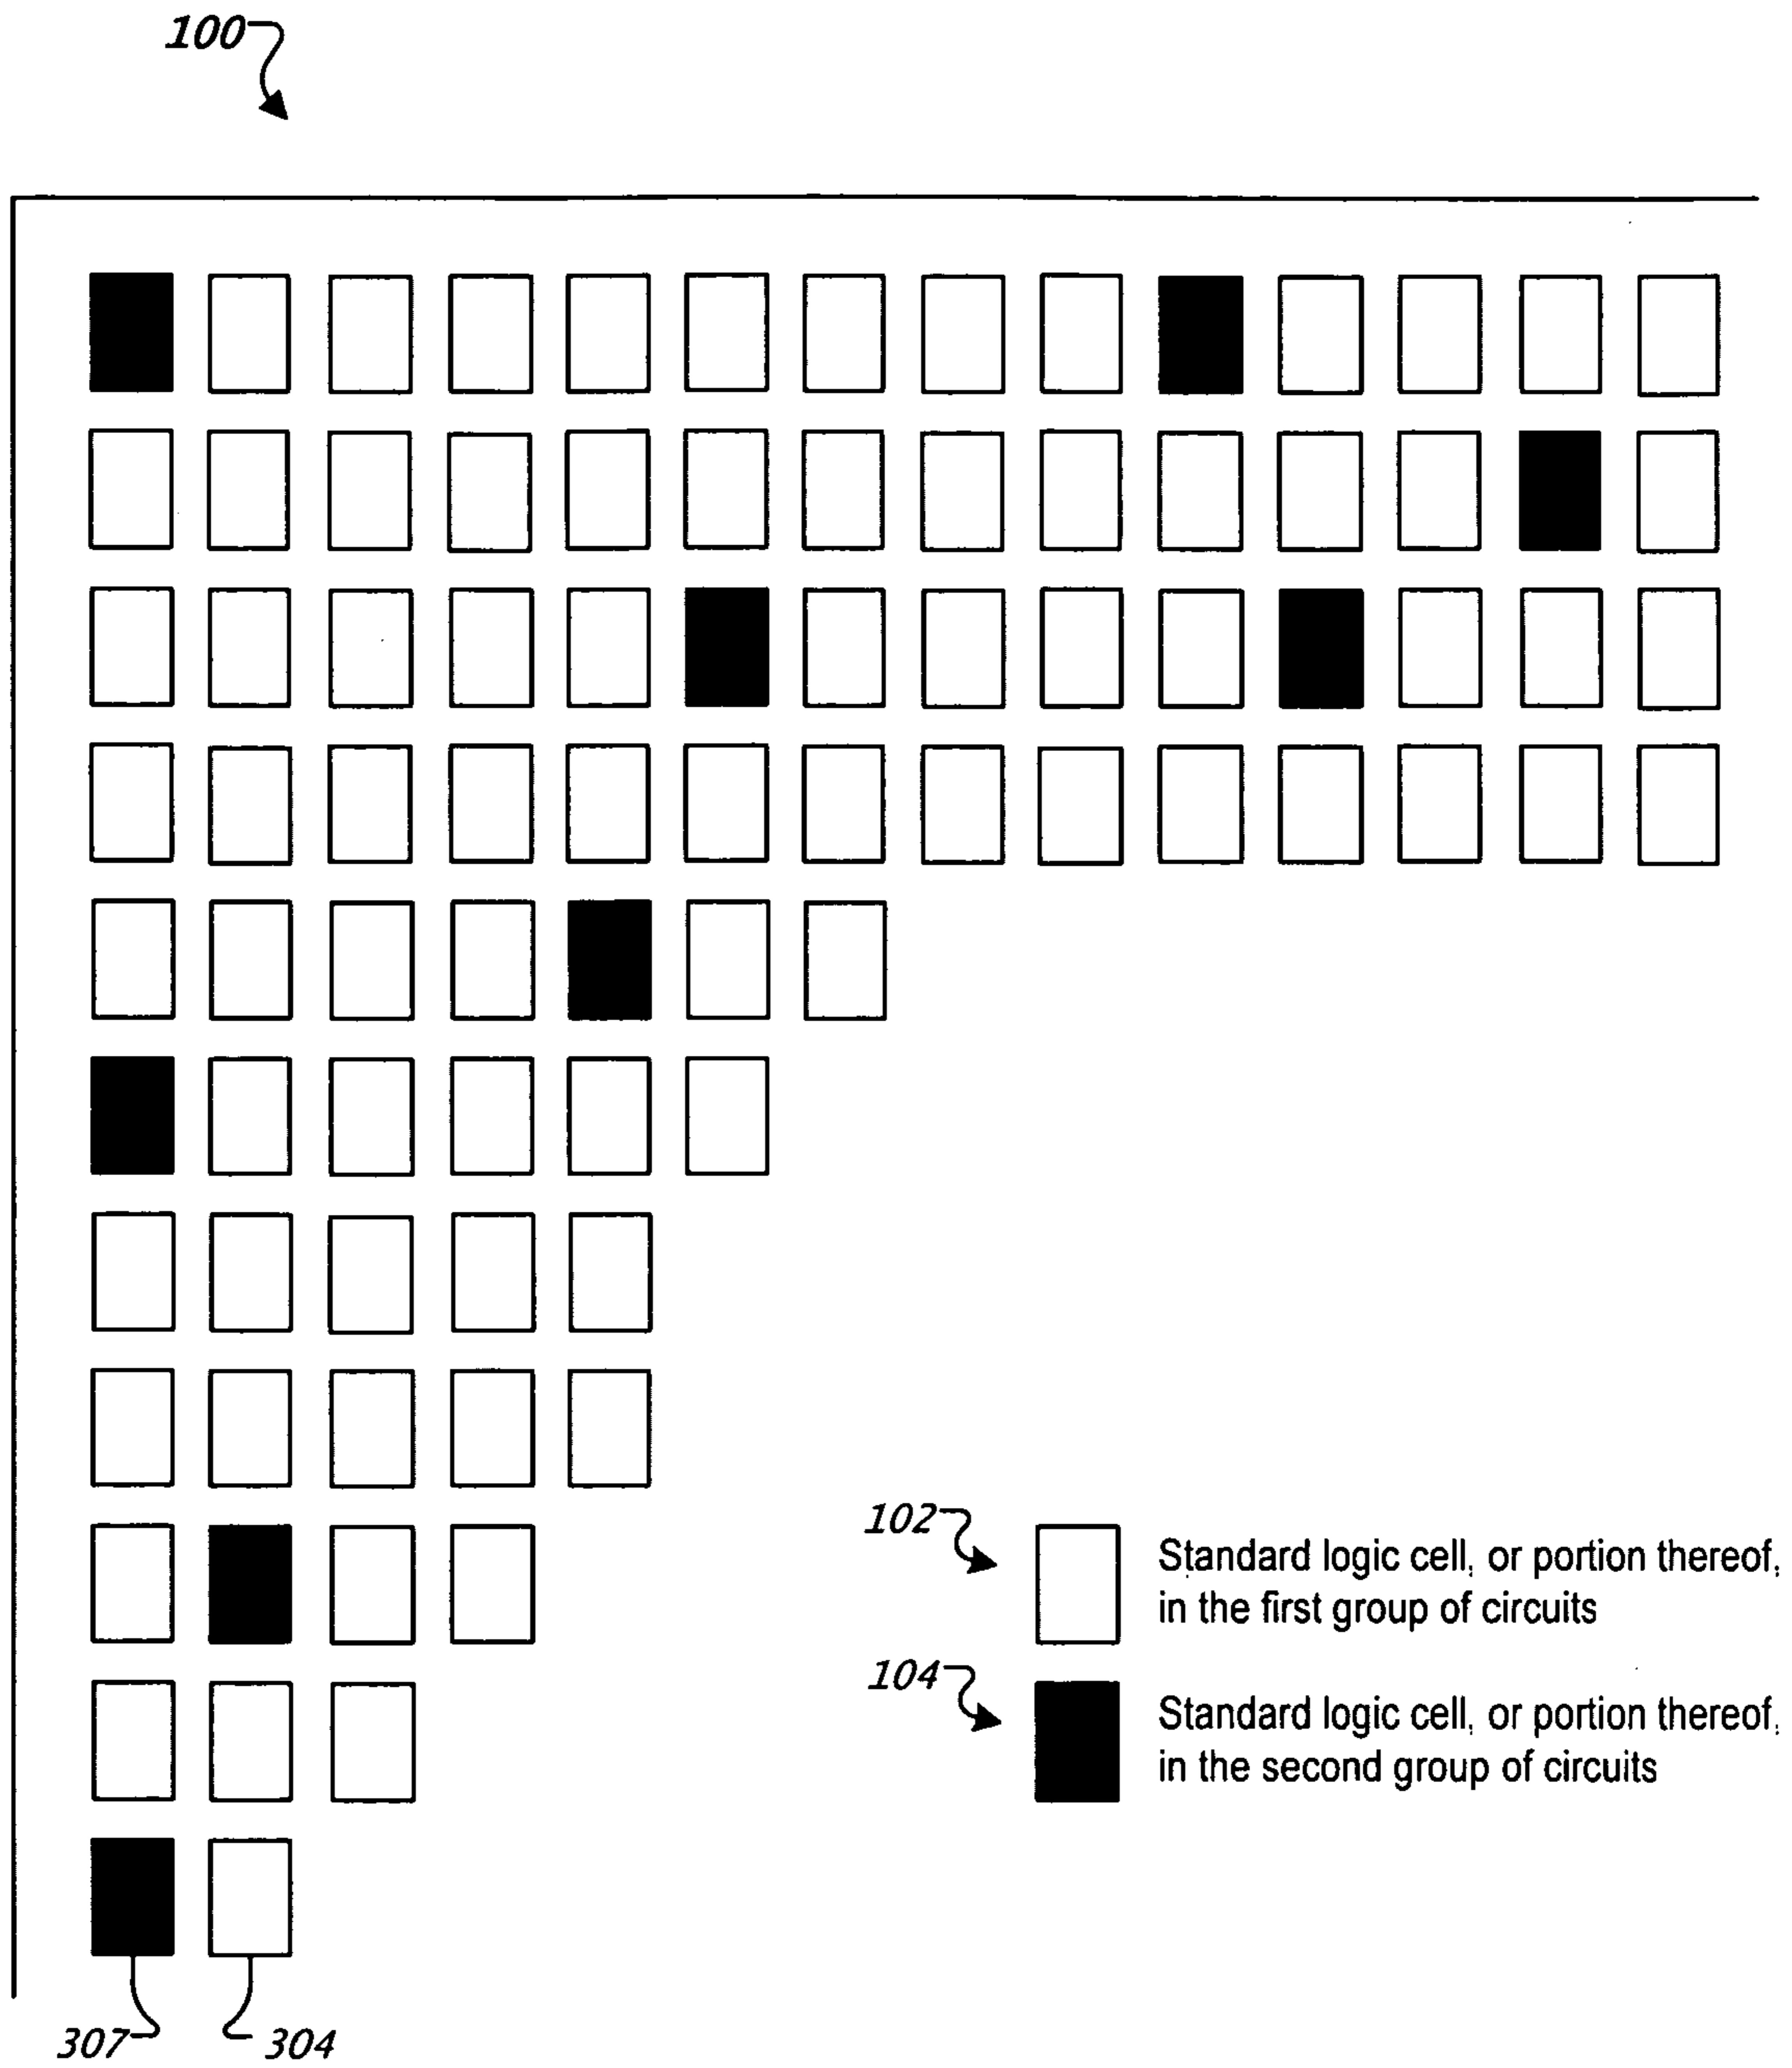 100
102
Standard logic cell, or portion thereof,
in the first group of circuits
104
Standard logic cell, or portion thereof,
in the second group of circuits
307
304